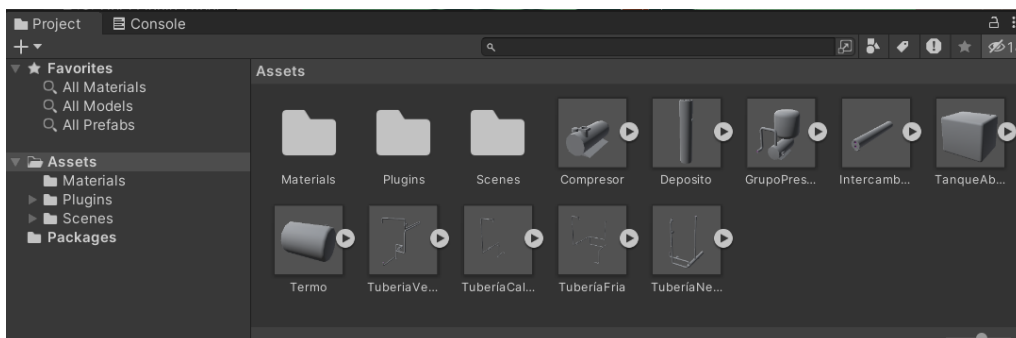 Project
Console
Favorites
All Materials
All Models
All Prefabs
Assets
Materials
Plugins
Scenes
Packages
Assets
Materials
Plugins
Scenes
Compresor
Deposito
GrupoPres...
Intercamb...
TanqueAb...
Termo
TuberiaVe...
TuberíaCal...
TuberíaFria
TuberíaNe...